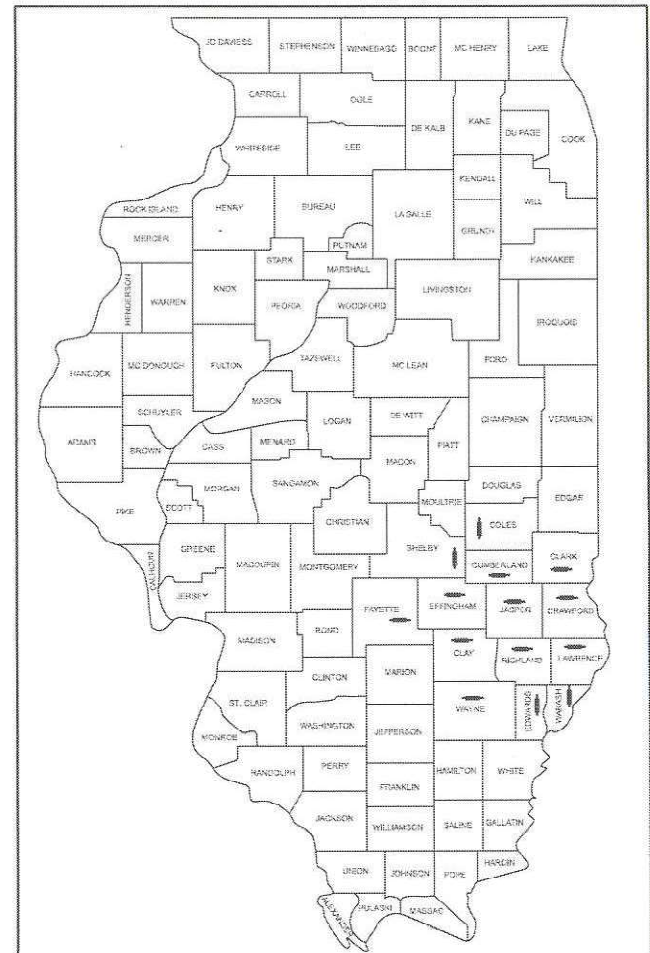 JO DAVIESS STEPHENSON WINNEBAGO BOONE MC HENRY LAKE
CARROLL OGLE
DE KALB KANE DU PAGE COOK
WHITESIDE LEE
KENDALL
ROCK ISLAND HENRY BUREAU LA SALLE WILL
MERCER PUTNAM GRUNDY
STARK MARSHALL KANKAKEE
HENDERSON WARREN KNOX PEORIA WOODFORD LIVINGSTON
IROQUOIS
HANCOCK MC DONOUGH FULTON TAZEWELL MC LEAN FORD
MASON
SCHUYLER LOGAN DE WITT CHAMPAIGN VERMILION
ADAMS BROWN CASS MENARD PIATT
MACON
PIKE SCOTT MORGAN SANGAMON MOULTRIE DOUGLAS EDGAR
CHRISTIAN COLES
CALHOUN GREENE MACOUPIN MONTGOMERY SHELBY CUMBERLAND CLARK
JERSEY FAYETTE EFFINGHAM JASPER CRAWFORD
MADISON BOND
CLAY RICHLAND LAWRENCE
CLINTON MARION
ST. CLAIR WAYNE EDWARDS WABASH
MONROE WASHINGTON JEFFERSON
RANDOLPH PERRY HAMILTON WHITE
FRANKLIN
JACKSON WILLIAMSON SALINE GALLATIN
UNION JOHNSON POPE HARDIN
ALEXANDER PULASKI MASSAC